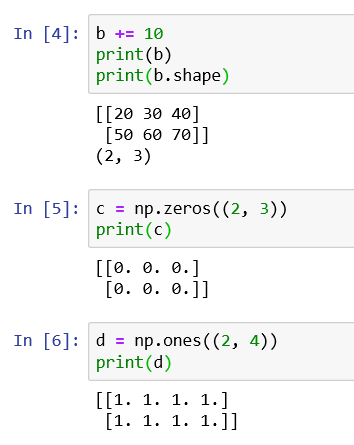 In [4]: b += 10
print(b)
print(b.shape)
[[20 30 40]
 [50 60 70]]
(2, 3)
In [5]: c = np.zeros((2, 3))
print(c)
[[0. 0. 0.]
 [0. 0. 0.]]
In [6]: d = np.ones((2, 4))
print(d)
[[1. 1. 1. 1.]
 [1. 1. 1. 1.]]